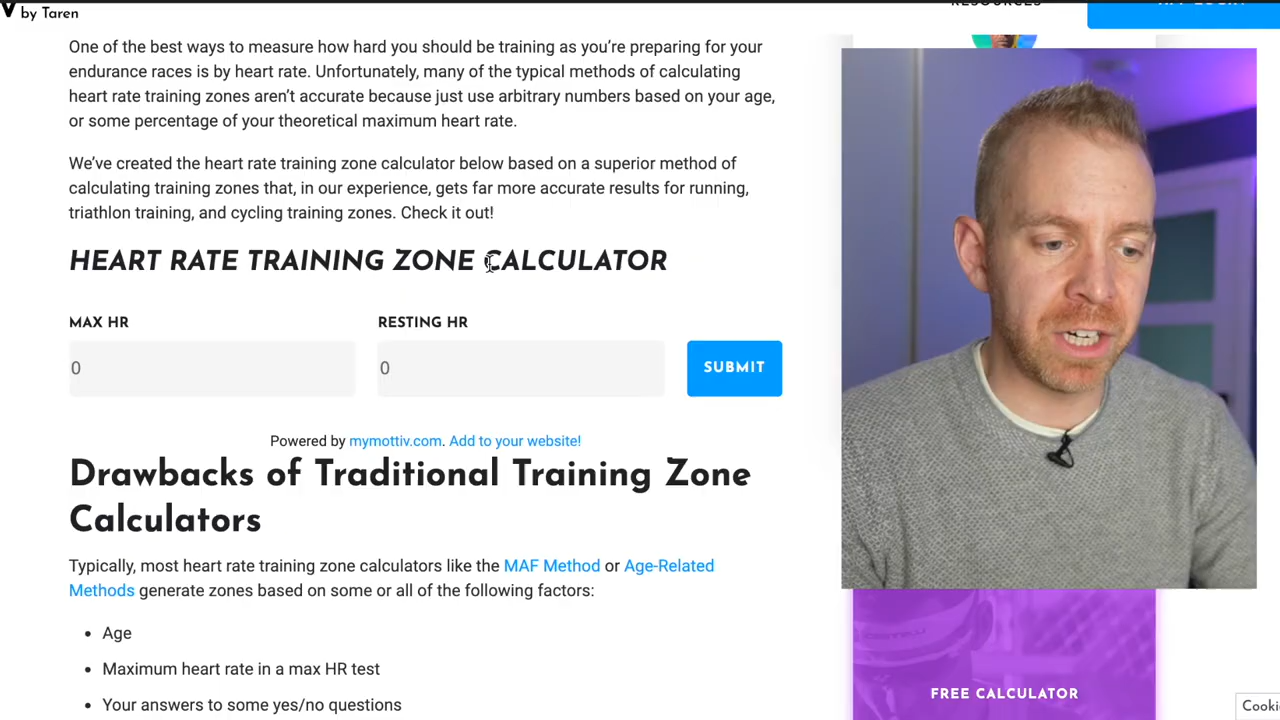 by Taren
RESOURCES
One of the best ways to measure how hard you should be training as you're preparing for your
endurance races is by heart rate. Unfortunately, many of the typical methods of calculating
heart rate training zones aren't accurate because just use arbitrary numbers based on your age,
or some percentage of your theoretical maximum heart rate.
We've created the heart rate training zone calculator below based on a superior method of
calculating training zones that, in our experience, gets far more accurate results for running,
triathlon training, and cycling training zones. Check it out!
HEART RATE TRAINING ZONE CALCULATOR
MAX HR
RESTING HR
0
0
SUBMIT
Powered by mymottiv.com. Add to your website!
Drawbacks of Traditional Training Zone
Calculators
Typically, most heart rate training zone calculators like the MAF Method or Age-Related
Methods generate zones based on some or all of the following factors:
• Age
• Maximum heart rate in a max HR test
• Your answers to some yes/no questions
FREE CALCULATOR